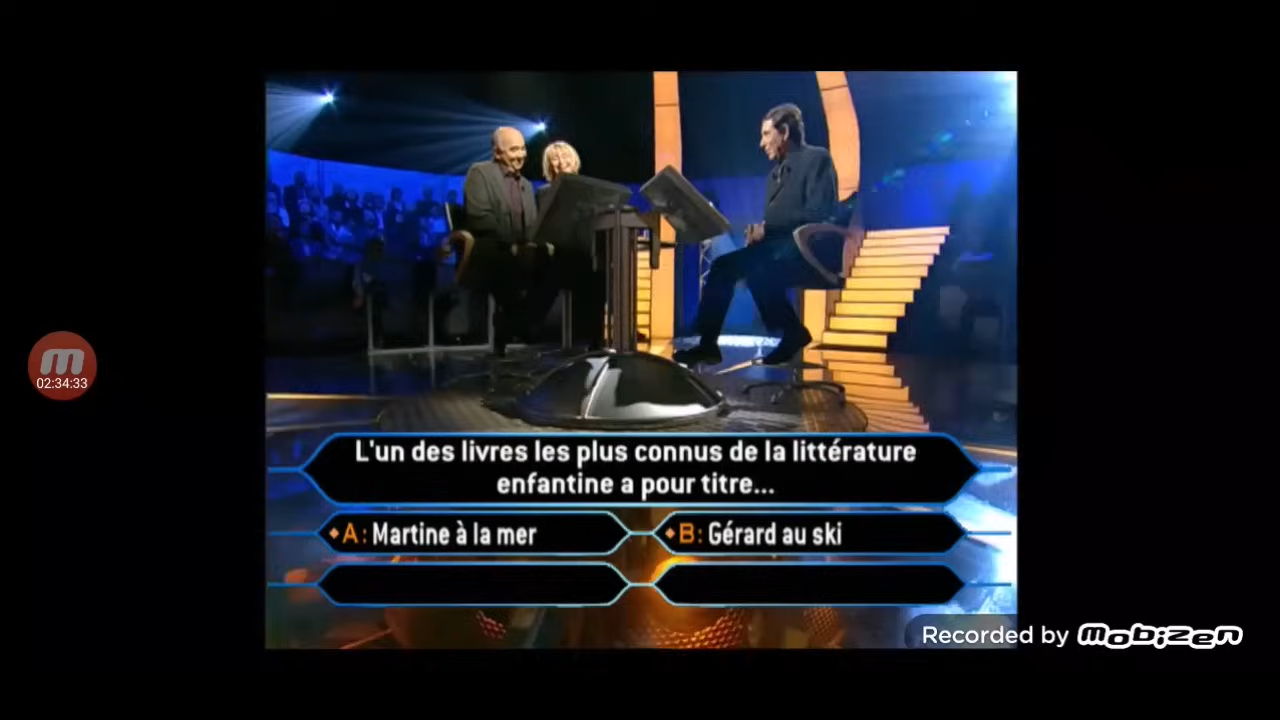 02:34:33
L'un des livres les plus connus de la littérature
enfantine a pour titre...
A: Martine à la mer
B: Gérard au ski
Recorded by mobizen